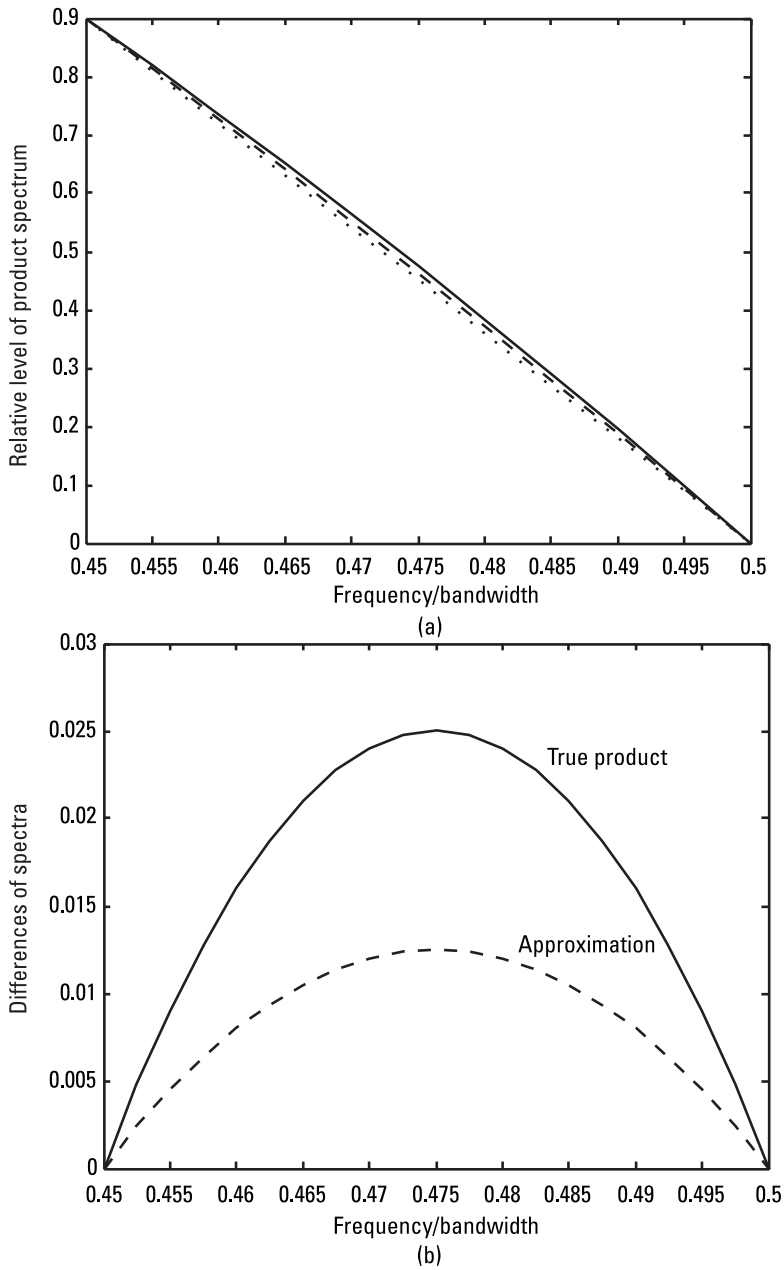 0.9
0.8
0.7
0.6
0.5
0.4
0.3
0.2
0.1
0
Relative level of product spectrum
0.45 0.455 0.46 0.465 0.47 0.475 0.48 0.485 0.49 0.495 0.5
Frequency/bandwidth
(a)
0.03
0.025
0.02
0.015
0.01
0.005
0
Differences of spectra
True product
Approximation
0.45 0.455 0.46 0.465 0.47 0.475 0.48 0.485 0.49 0.495 0.5
Frequency/bandwidth
(b)